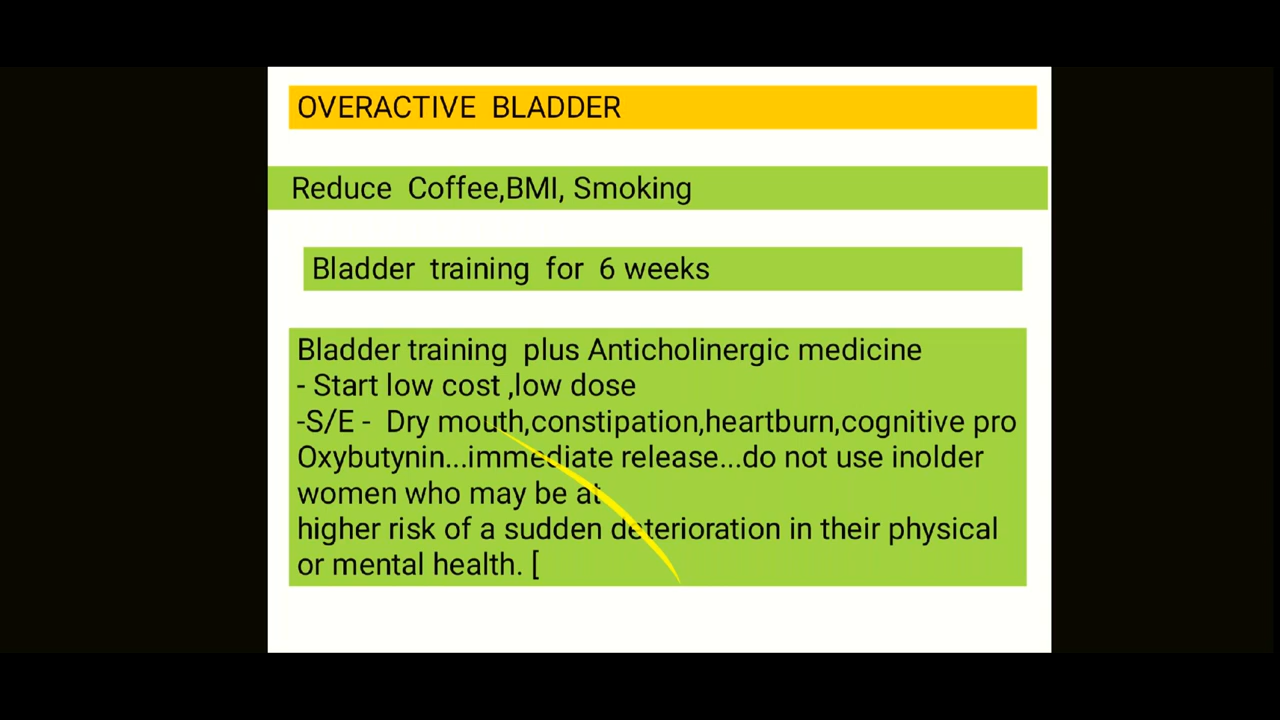 OVERACTIVE BLADDER
Reduce Coffee,BMI, Smoking
Bladder training for 6 weeks
Bladder training plus Anticholinergic medicine
- Start low cost ,low dose
-S/E - Dry mouth,constipation,heartburn,cognitive pro
Oxybutynin...immediate release...do not use inolder
women who may be at
higher risk of a sudden deterioration in their physical
or mental health. [